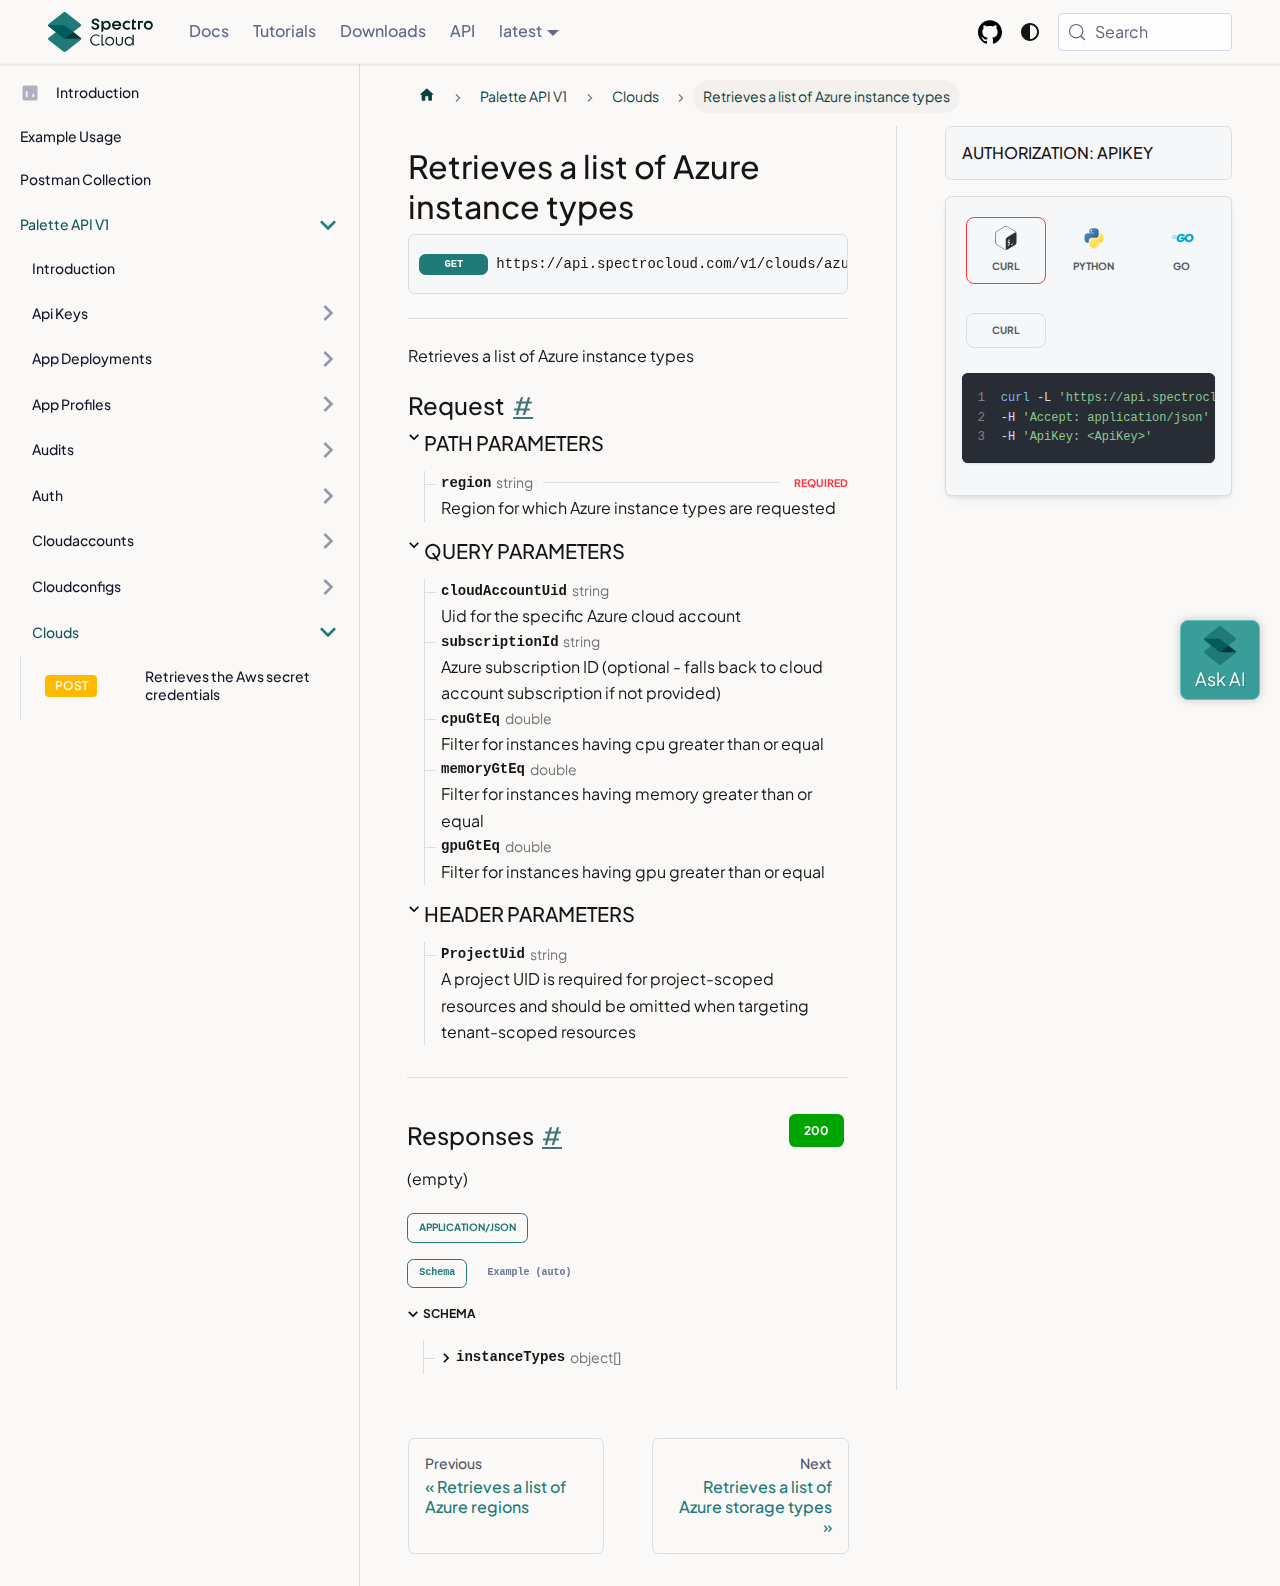 Spectro Cloud
Docs
Tutorials
Downloads
API
latest
Search
Introduction
Example Usage
Postman Collection
Palette API V1
Introduction
Api Keys
App Deployments
App Profiles
Audits
Auth
Cloudaccounts
Cloudconfigs
Clouds
POST
Retrieves the Aws secret
credentials
Palette API V1
Clouds
Retrieves a list of Azure instance types
Retrieves a list of Azure
instance types
GET
https://api.spectrocloud.com/v1/clouds/azu
Retrieves a list of Azure instance types
Request #
PATH PARAMETERS
region string
REQUIRED
Region for which Azure instance types are requested
QUERY PARAMETERS
cloudAccountUid string
Uid for the specific Azure cloud account
subscriptionId string
Azure subscription ID (optional - falls back to cloud
account subscription if not provided)
cpuGtEq double
Filter for instances having cpu greater than or equal
memoryGtEq double
Filter for instances having memory greater than or
equal
gpuGtEq double
Filter for instances having gpu greater than or equal
HEADER PARAMETERS
ProjectUid string
A project UID is required for project-scoped
resources and should be omitted when targeting
tenant-scoped resources
Responses #
200
(empty)
APPLICATION/JSON
Schema
Example (auto)
SCHEMA
instanceTypes object[]
Previous
« Retrieves a list of
Azure regions
Next
Retrieves a list of
Azure storage types
»
AUTHORIZATION: APIKEY
CURL
PYTHON
GO
CURL
1 curl -L 'https://api.spectrocl
2 -H 'Accept: application/json'
3 -H 'ApiKey: <ApiKey>'
Ask AI